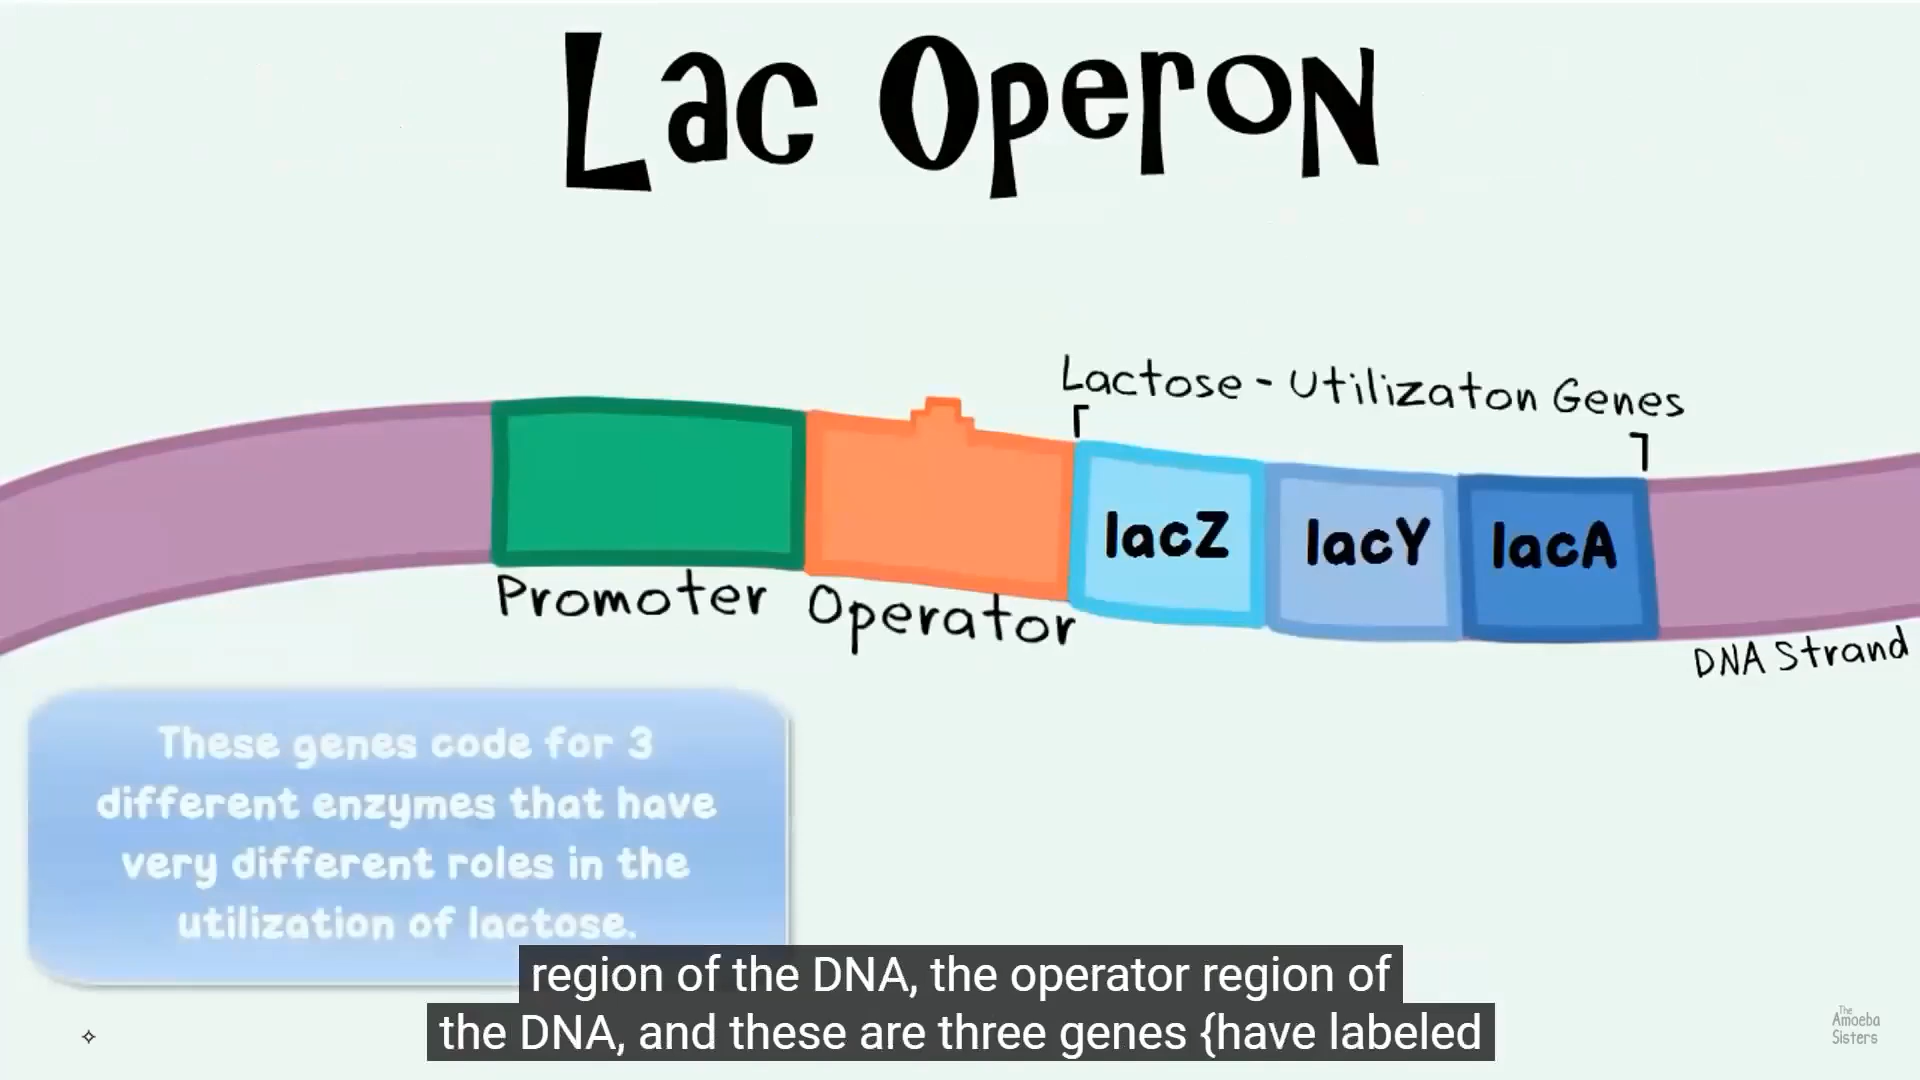 Lac Operon
Lactose - Utilizaton Genes
lacZ
lacY
lacA
Promoter
Operator
DNA Strand
These genes code for 3
different enzymes that have
very different roles in the
utilization of lactose.
region of the DNA, the operator region of
the DNA, and these are three genes {have labeled
The
Amoeba
Sisters